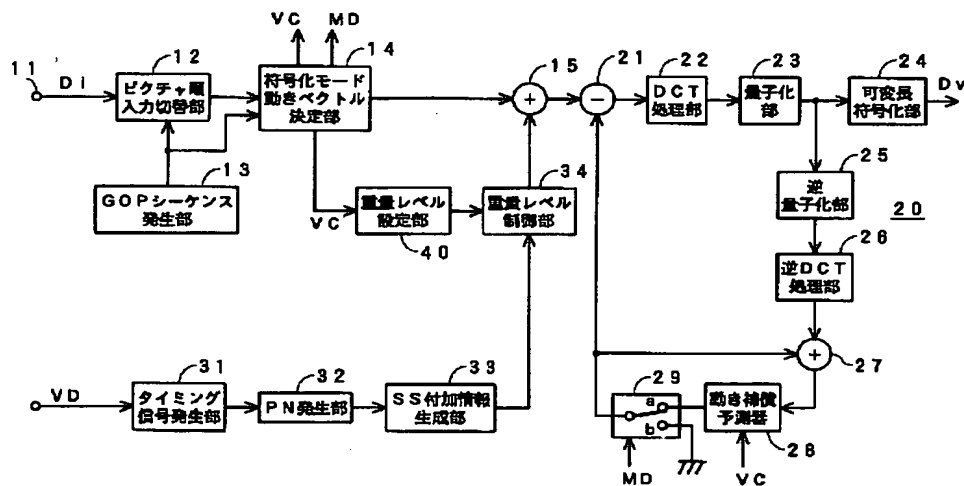 VC
MD
11
DI
12
ピクチャ順
入力切替部
14
符号化モード
動きベクトル
決定部
15
+
21
−
22
DCT
処理部
23
量子化
部
24
可変長
符号化部
Dv
13
GOPシーケンス
発生部
VC
重畳レベル
設定部
40
34
重畳レベル
制御部
25
逆
量子化部
20
26
逆DCT
処理部
+
27
VD
31
タイミング
信号発生部
32
PN発生部
33
SS付加情報
生成部
29
a
b
MD
動き補償
予測器
28
VC